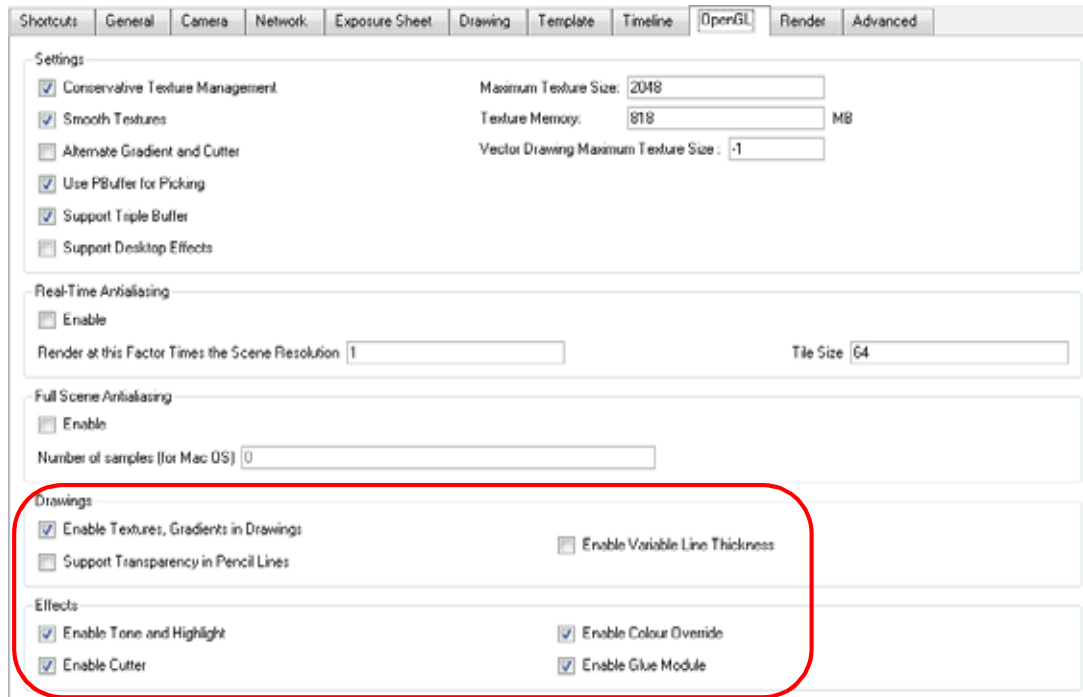 Shortcuts General Camera Network Exposure Sheet Drawing Template Timeline OpenGL Render Advanced
Settings
Conservative Texture Management Maximum Texture Size: 2048
Smooth Textures Texture Memory: 818 MB
Alternate Gradient and Cutter Vector Drawing Maximum Texture Size : -1
Use PBuffer for Picking
Support Triple Buffer
Support Desktop Effects
Real-Time Antialiasing
Enable
Render at this Factor Times the Scene Resolution 1 Tile Size 64
Full Scene Antialiasing
Enable
Number of samples (for Mac OS) 0
Drawings
Enable Textures, Gradients in Drawings Enable Variable Line Thickness
Support Transparency in Pencil Lines
Effects
Enable Tone and Highlight Enable Colour Override
Enable Cutter Enable Glue Module